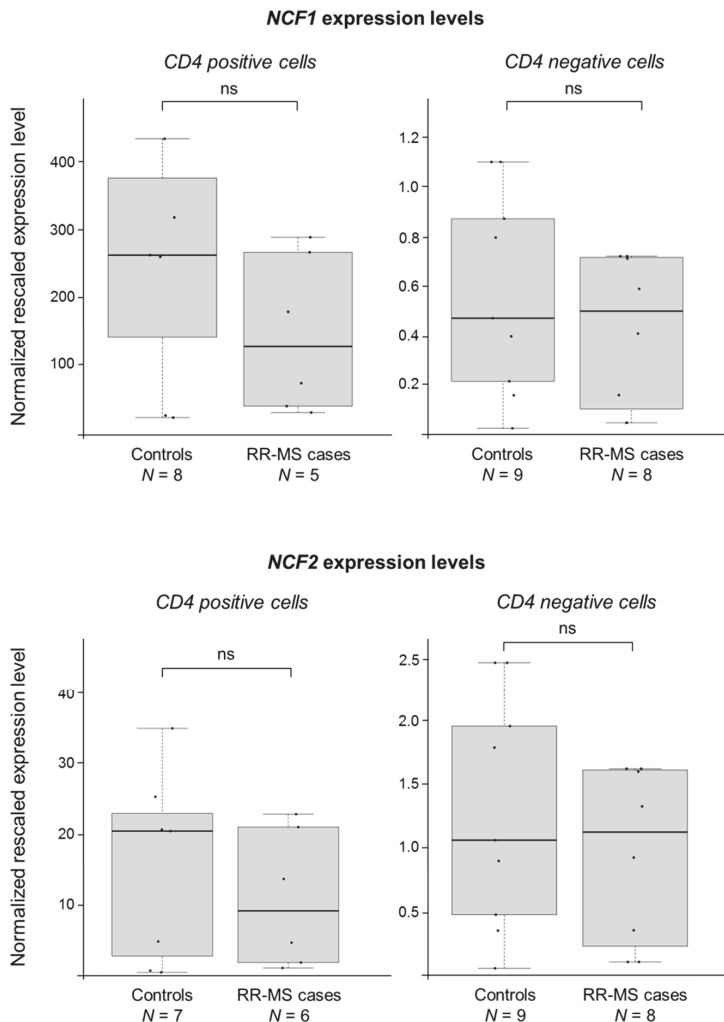 NCF1 expression levels
CD4 positive cells
CD4 negative cells
ns
ns
Normalized rescaled expression level
400
300
200
100
1.2
1.0
0.8
0.6
0.4
0.2
Controls
N = 8
RR-MS cases
N = 5
Controls
N = 9
RR-MS cases
N = 8
NCF2 expression levels
CD4 positive cells
CD4 negative cells
ns
ns
Normalized rescaled expression level
40
30
20
10
2.5
2.0
1.5
1.0
0.5
Controls
N = 7
RR-MS cases
N = 6
Controls
N = 9
RR-MS cases
N = 8